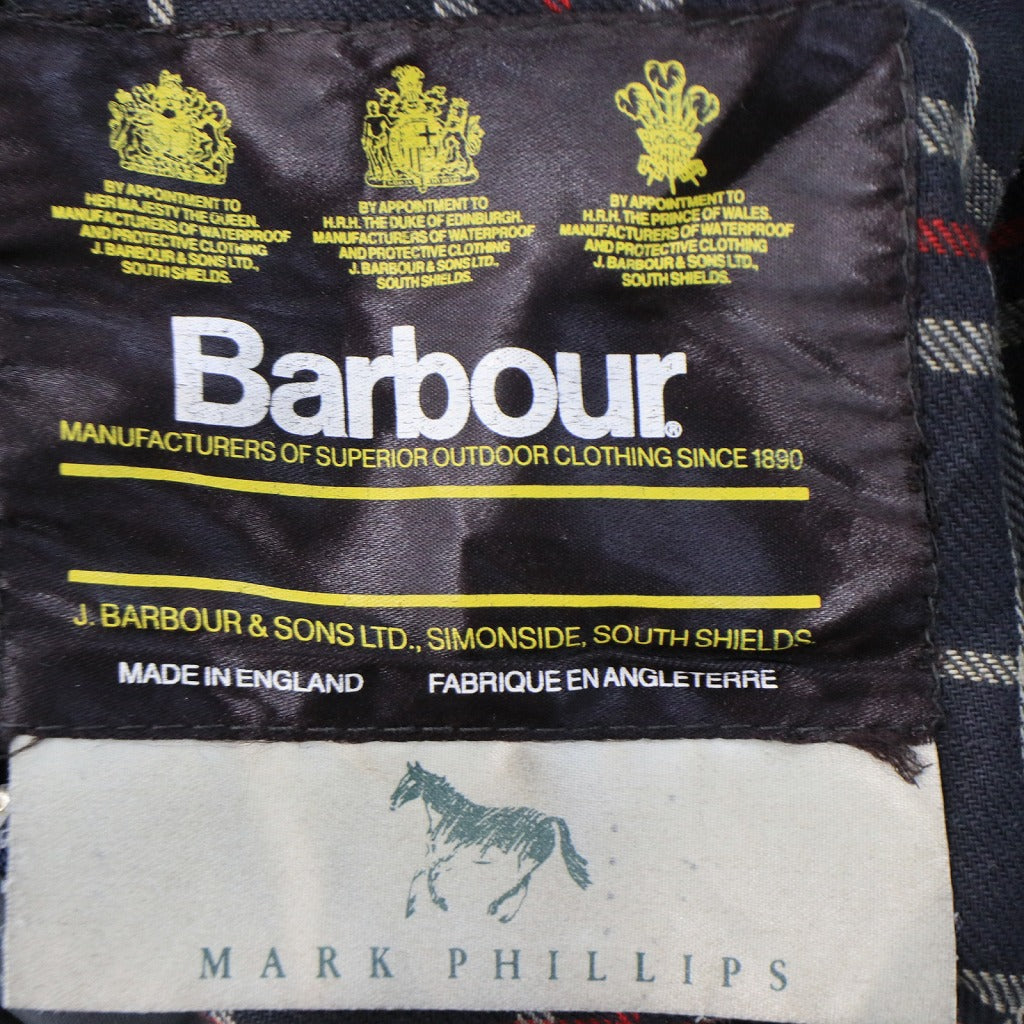 BY APPOINTMENT TO
HER MAJESTY THE QUEEN.
MANUFACTURERS OF WATERPROOF
AND PROTECTIVE CLOTHING
J. BARBOUR & SONS LTD.,
SOUTH SHIELDS.
BY APPOINTMENT TO
H.R.H. THE DUKE OF EDINBURGH.
MANUFACTURERS OF WATERPROOF
AND PROTECTIVE CLOTHING
J. BARBOUR & SONS LTD.,
SOUTH SHIELDS.
BY APPOINTMENT TO
H.R.H. THE PRINCE OF WALES.
MANUFACTURERS OF WATERPROOF
AND PROTECTIVE CLOTHING
J. BARBOUR & SONS LTD.,
SOUTH SHIELDS.
Barbour®
MANUFACTURERS OF SUPERIOR OUTDOOR CLOTHING SINCE 1890
J. BARBOUR & SONS LTD., SIMONSIDE, SOUTH SHIELDS.
MADE IN ENGLAND FABRIQUE EN ANGLETERRE
MARK PHILLIPS